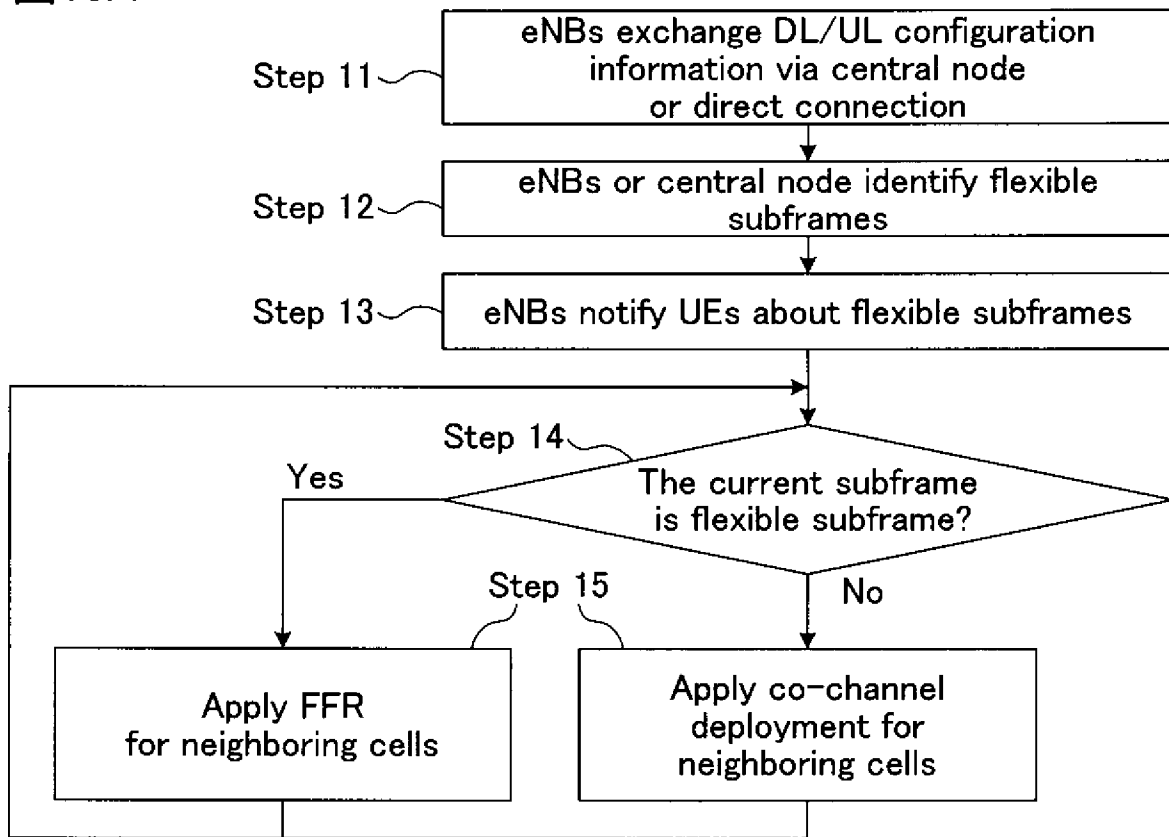 eNBs exchange DL/UL configuration
information via central node
or direct connection
Step 11
eNBs or central node identify flexible
subframes
Step 12
eNBs notify UEs about flexible subframes
Step 13
Step 14
The current subframe
is flexible subframe?
Yes
No
Step 15
Apply FFR
for neighboring cells
Apply co-channel
deployment for
neighboring cells